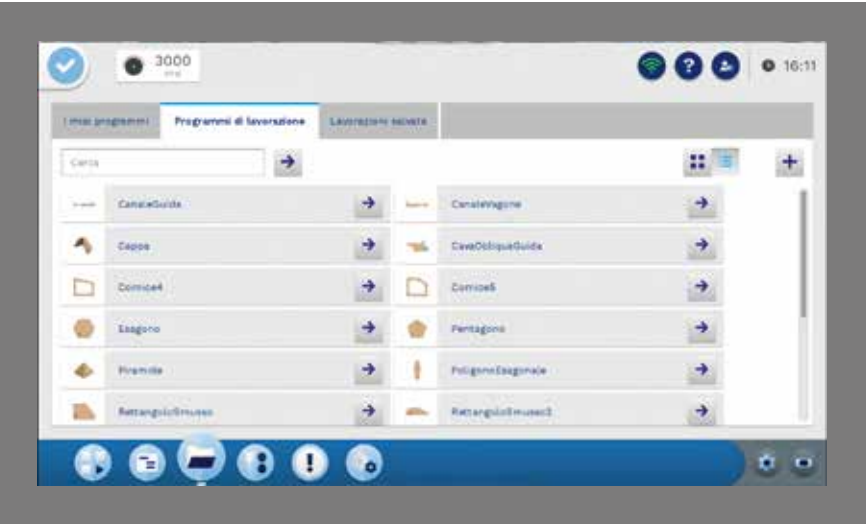 3000
16:11
I miei programmi
Programmi di lavorazione
Lavorazioni salvate
Cerca
CanaleGuida
CanaleVagone
Cappa
CavaObliqueGuida
Cornice4
Cornice5
Esagono
Pentagono
Piramide
PoligonoEsagonale
RettangoloSmusso
RettangoloSmusso2